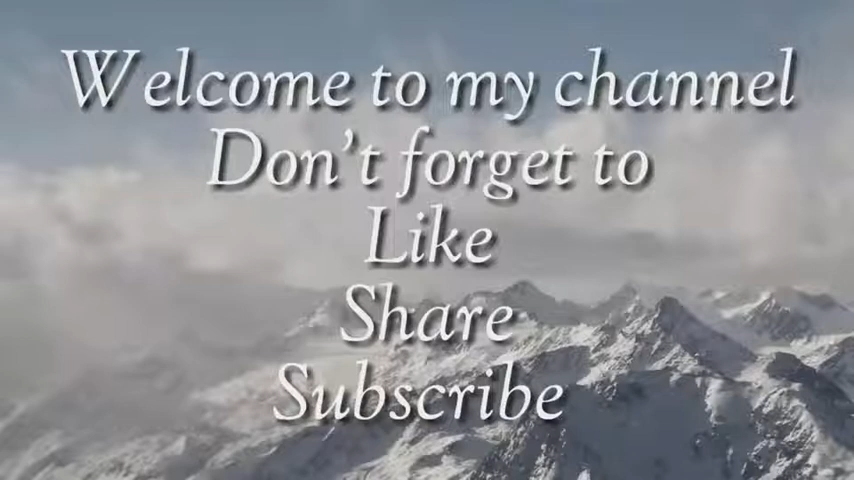 Welcome to my channel
Don't forget to
Like
Share
Subscribe